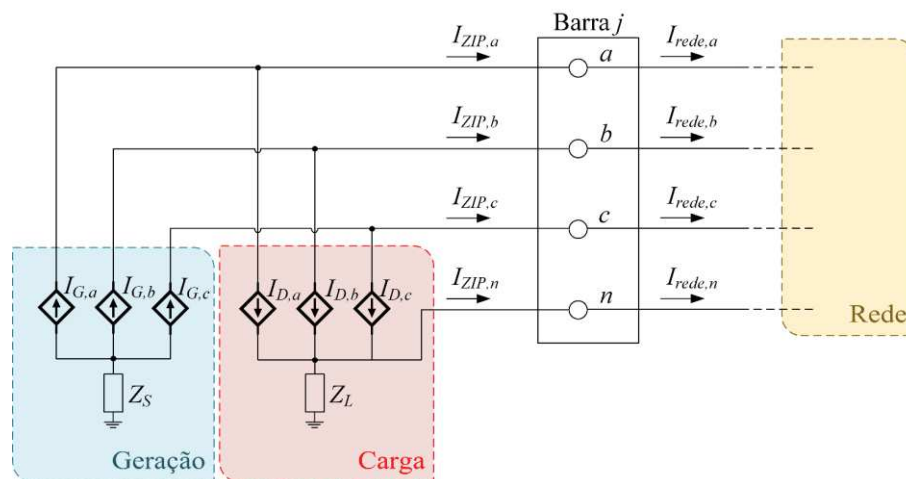 Barra j
I_ZIP,a
a
I_rede,a
I_ZIP,b
b
I_rede,b
I_ZIP,c
c
I_rede,c
I_G,a I_G,b I_G,c
I_D,a I_D,b I_D,c
I_ZIP,n
n
I_rede,n
Rede
Z_S
Z_L
Geração
Carga